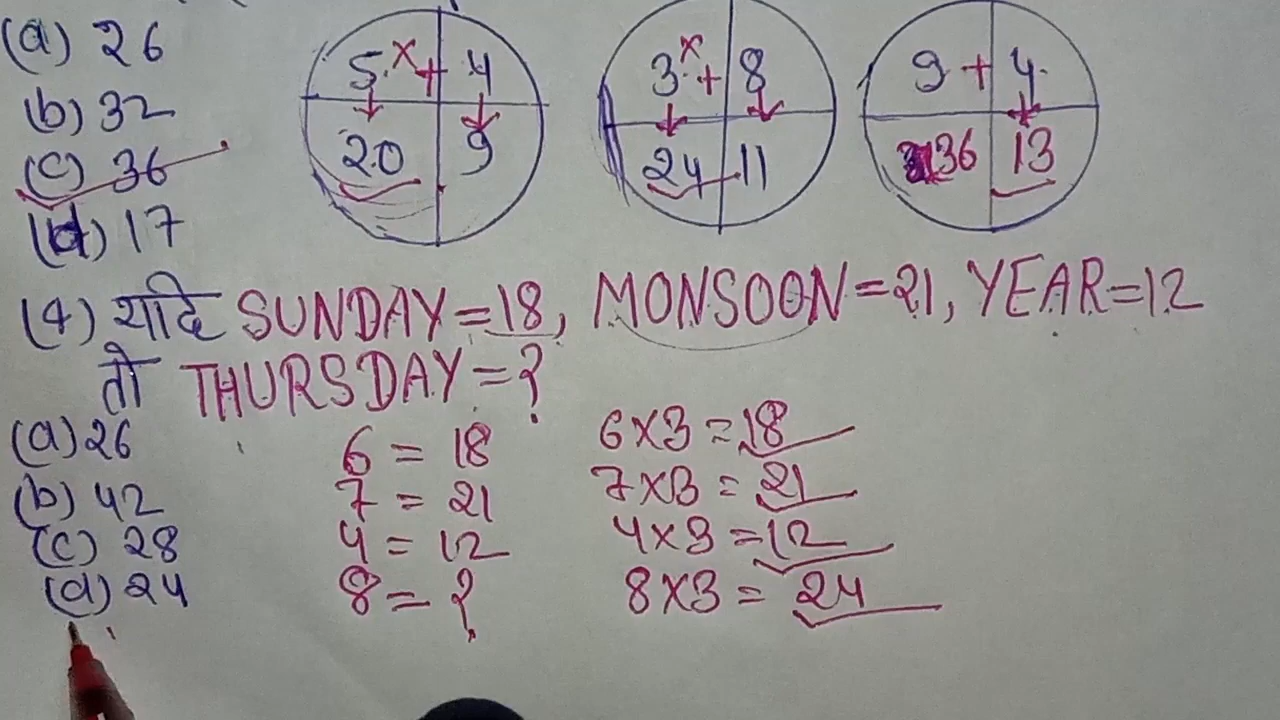 (a) 26
(b) 32
(c) 36
(d) 17
5 × + 4
20 9
3 × + 8
24 11
9 + 4
36 13
(4) यदि SUNDAY = 18, MONSOON = 21, YEAR = 12
तो THURSDAY = ?
(a) 26
(b) 42
(c) 28
(d) 24
6 = 18
7 = 21
4 = 12
8 = ?
6 × 3 = 18
7 × 3 = 21
4 × 3 = 12
8 × 3 = 24